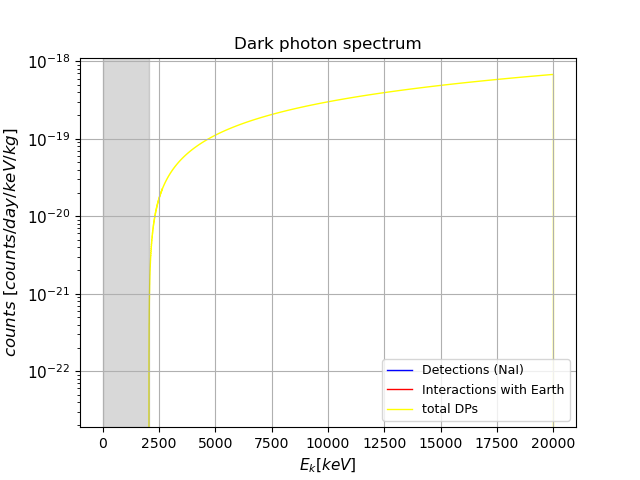 Dark photon spectrum
counts [counts/day/keV/kg]
10⁻¹⁸
10⁻¹⁹
10⁻²⁰
10⁻²¹
10⁻²²
Detections (NaI)
Interactions with Earth
total DPs
0 2500 5000 7500 10000 12500 15000 17500 20000
Eₖ[keV]